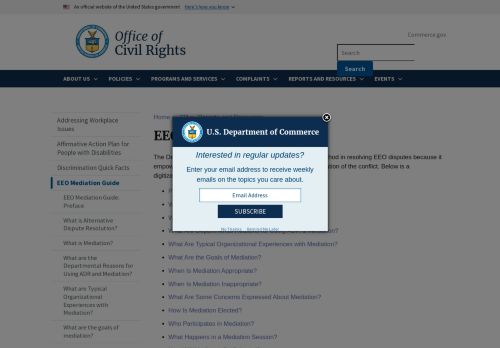 An official website of the United States government Here's how you know
Office of
Civil Rights
Commerce.gov
Search
Search
ABOUT US
POLICIES
PROGRAMS AND SERVICES
COMPLAINTS
REPORTS AND RESOURCES
EVENTS
Addressing Workplace
Issues
Affirmative Action Plan for
People with Disabilities
Discrimination Quick Facts
EEO Mediation Guide
EEO Mediation Guide:
Preface
What is Alternative
Dispute Resolution?
What is Mediation?
What are the
Departmental Reasons for
Using ADR and Mediation?
What are Typical
Organizational
Experiences with
Mediation?
What are the goals of
mediation?
Home
EEO
U.S. Department of Commerce
Interested in regular updates?
Enter your email address to receive weekly
emails on the topics you care about.
Email Address
SUBSCRIBE
No Thanks Remind Me Later
The
hod in resolving EEO disputes because it
empow
ution of the conflict. Below is a
digitiz
What Are Typical Organizational Experiences with Mediation?
What Are the Goals of Mediation?
When Is Mediation Appropriate?
When Is Mediation Inappropriate?
What Are Some Concerns Expressed About Mediation?
How Is Mediation Elected?
Who Participates in Mediation?
What Happens in a Mediation Session?